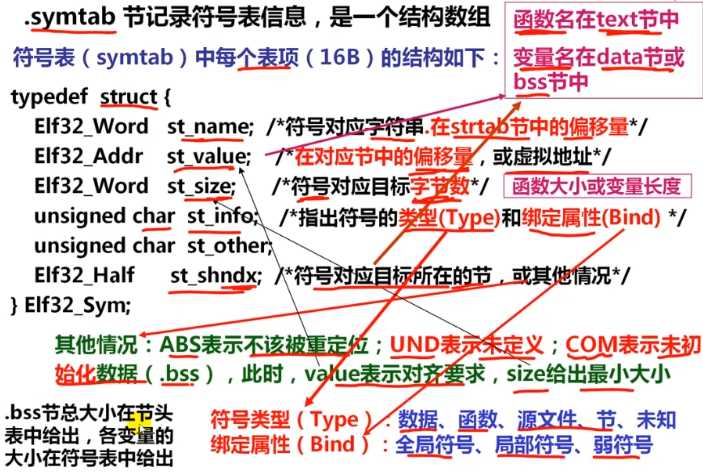 .symtab 节记录符号表信息，是一个结构数组
函数名在text节中
变量名在data节或
bss节中
符号表（symtab）中每个表项（16B）的结构如下：
typedef struct {
Elf32_Word st_name; /*符号对应字符串在strtab节中的偏移量*/
Elf32_Addr st_value; /*在对应节中的偏移量，或虚拟地址*/
Elf32_Word st_size; /*符号对应目标字节数*/ 函数大小或变量长度
unsigned char st_info; /*指出符号的类型(Type)和绑定属性(Bind) */
unsigned char st_other;
Elf32_Half st_shndx; /*符号对应目标所在的节，或其他情况*/
} Elf32_Sym;
其他情况：ABS表示不该被重定位；UND表示未定义；COM表示未初
始化数据（.bss），此时，value表示对齐要求，size给出最小大小
.bss节总大小在节头
表中给出，各变量的
大小在符号表中给出
符号类型（Type）：数据、函数、源文件、节、未知
绑定属性（Bind）：全局符号、局部符号、弱符号